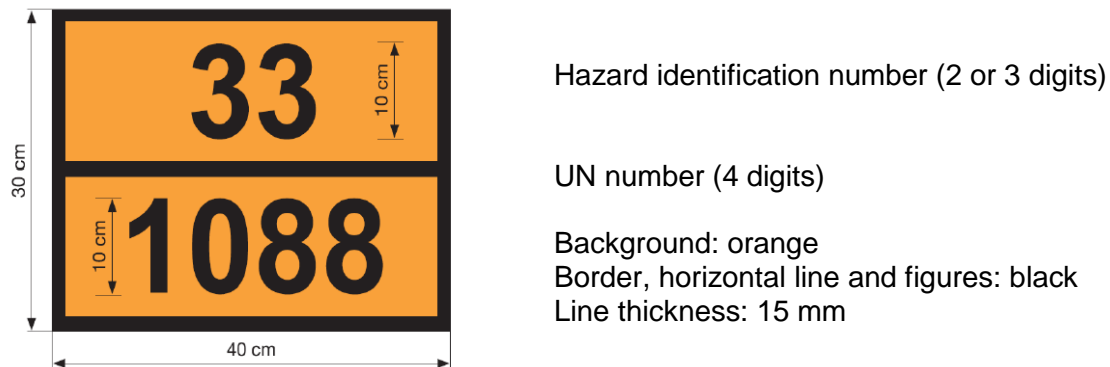 33
10 cm
Hazard identification number (2 or 3 digits)
30 cm
UN number (4 digits)
10 cm
1088
Background: orange
Border, horizontal line and figures: black
Line thickness: 15 mm
40 cm